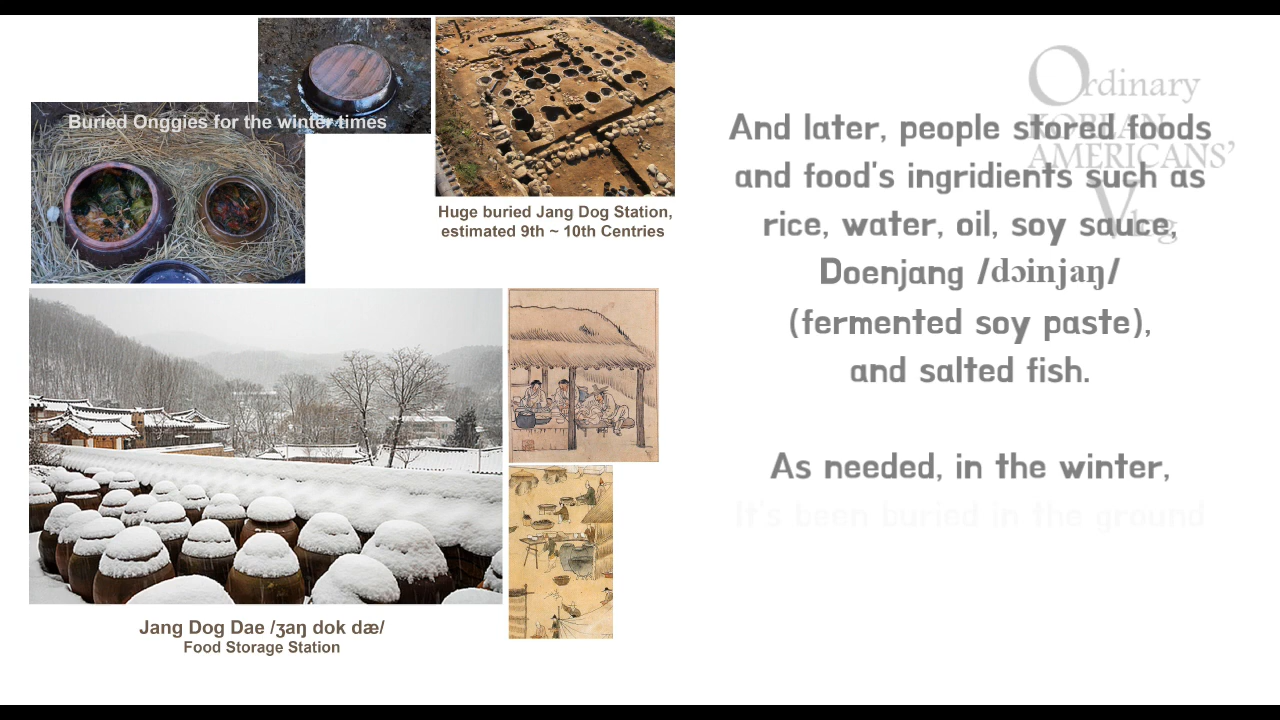 Buried Onggies for the winter times
Huge buried Jang Dog Station,
estimated 9th ~ 10th Centries
Jang Dog Dae /ʒaŋ dok dæ/
Food Storage Station
Ordinary
KOREAN
AMERICANS’
Vlog
And later, people stored foods
and food's ingridients such as
rice, water, oil, soy sauce,
Doenjang /dɔinjaŋ/
(fermented soy paste),
and salted fish.
As needed, in the winter,
It's been buried in the ground